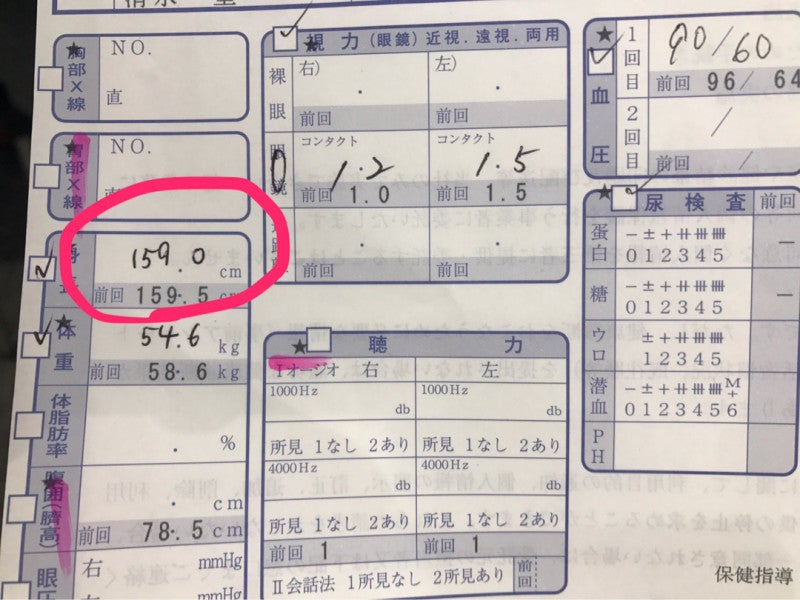 胸部X線
NO.
直
胃部X線
NO.
159.0 cm
前回 159.5
体重
54.6 kg
前回 58.6 kg
体脂肪率
. %
腹囲(臍高)
. cm
前回 78.5 cm
右 mmHg
左 mmHg
視力(眼鏡)近視.遠視.両用
裸眼
右) 左)
. .
前回 前回
コンタクト コンタクト
1.2 1.5
前回 1.0 前回 1.5
. .
前回 前回
聴力
Iオージオ 右 左
1000Hz 1000Hz
db db
所見 1なし 2あり 所見 1なし 2あり
4000Hz 4000Hz
db db
所見 1なし 2あり 所見 1なし 2あり
前回 1 前回 1
II会話法 1所見なし 2所見あり 前回
血圧
1回目
90/60
前回 96/64
2回目
/
前回 /
尿検査 前回
蛋白 − ± + ⧺ ⧻
0 1 2 3 4 5
糖 − ± + ⧺ ⧻
0 1 2 3 4 5 −
ウロ − ± + ⧺ ⧻
0 1 2 3 4 5
潜血 − ± + ⧺ ⧻ M+
0 1 2 3 4 5 6
PH
保健指導